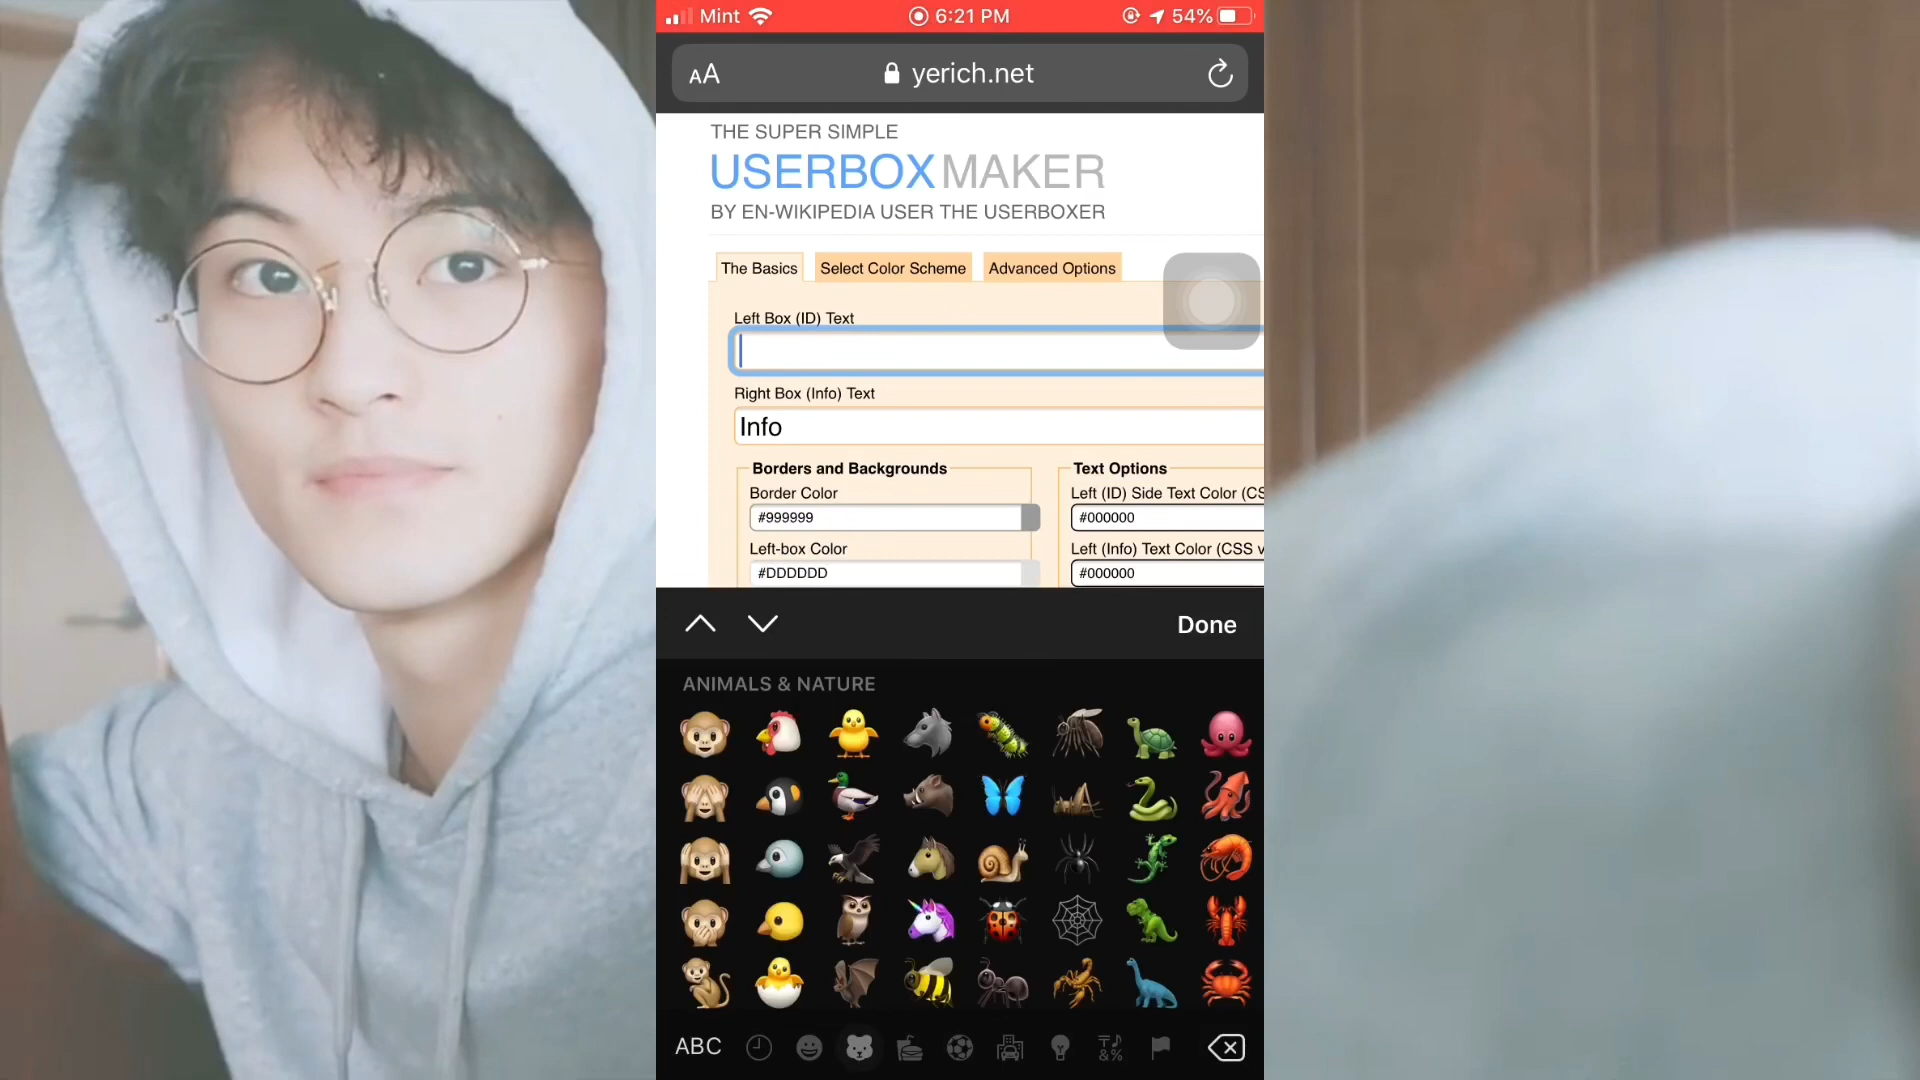 Mint 6:21 PM 54%
AA yerich.net
THE SUPER SIMPLE
USERBOXMAKER
BY EN-WIKIPEDIA USER THE USERBOXER
The Basics Select Color Scheme Advanced Options
Left Box (ID) Text
Right Box (Info) Text
Info
Borders and Backgrounds
Border Color
#999999
Left-box Color
#DDDDDD
Text Options
Left (ID) Side Text Color (CS
#000000
Left (Info) Text Color (CSS v
#000000
Done
ANIMALS & NATURE
ABC